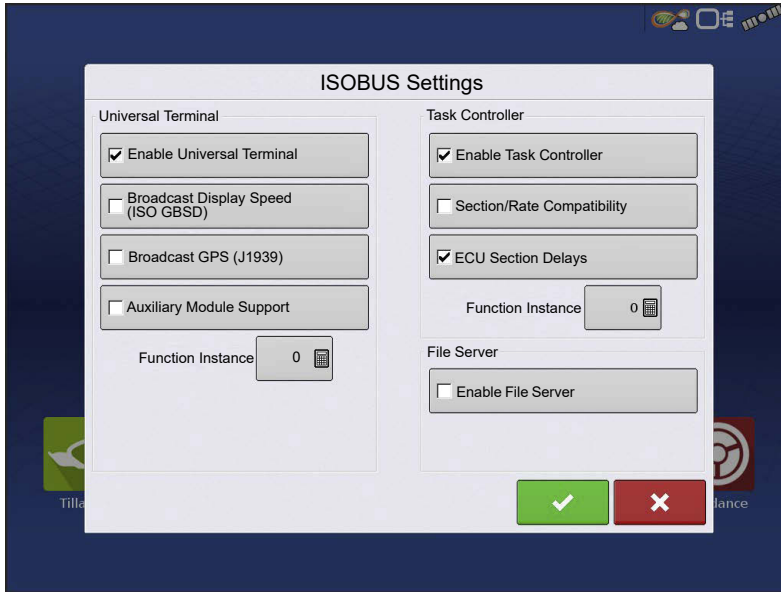 ISOBUS Settings
Universal Terminal
Enable Universal Terminal
Broadcast Display Speed
(ISO GBSD)
Broadcast GPS (J1939)
Auxiliary Module Support
Function Instance 0
Task Controller
Enable Task Controller
Section/Rate Compatibility
ECU Section Delays
Function Instance 0
File Server
Enable File Server
Tilla
dance